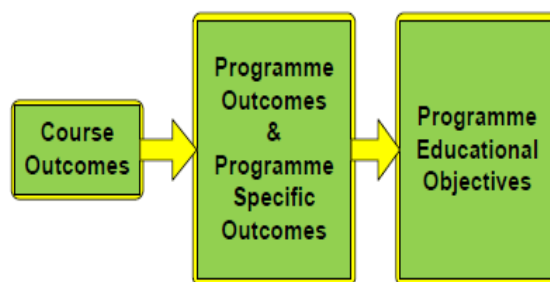 Course
Outcomes
Programme
Outcomes
&
Programme
Specific
Outcomes
Programme
Educational
Objectives